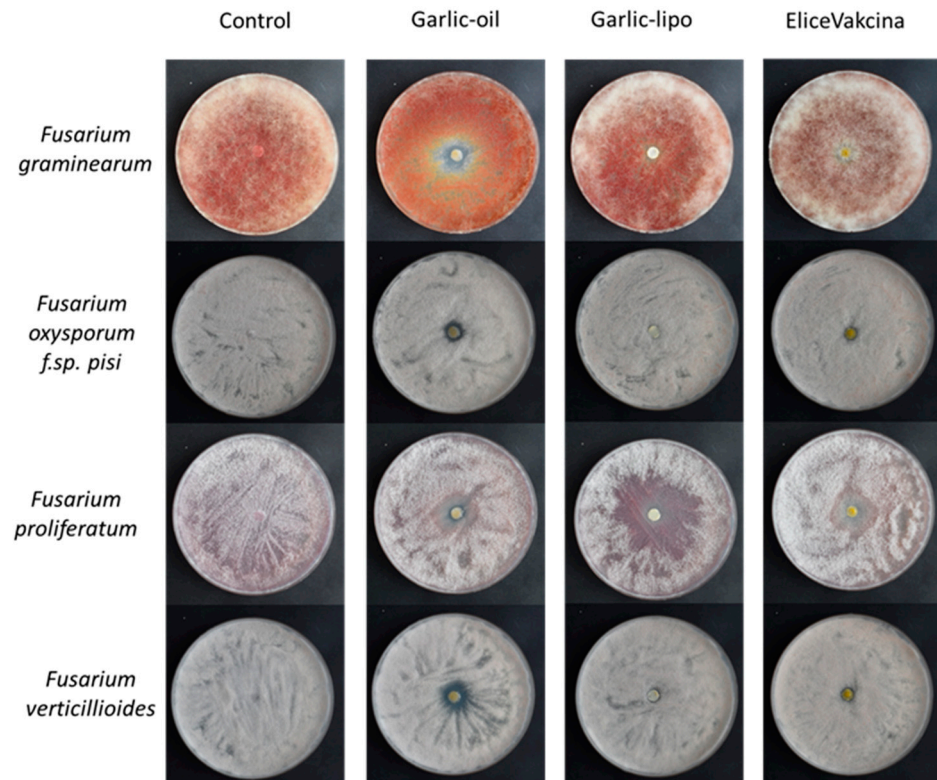 Control
Garlic-oil
Garlic-lipo
EliceVakcina
Fusarium
graminearum
Fusarium
oxysporum
f.sp. pisi
Fusarium
proliferatum
Fusarium
verticillioides